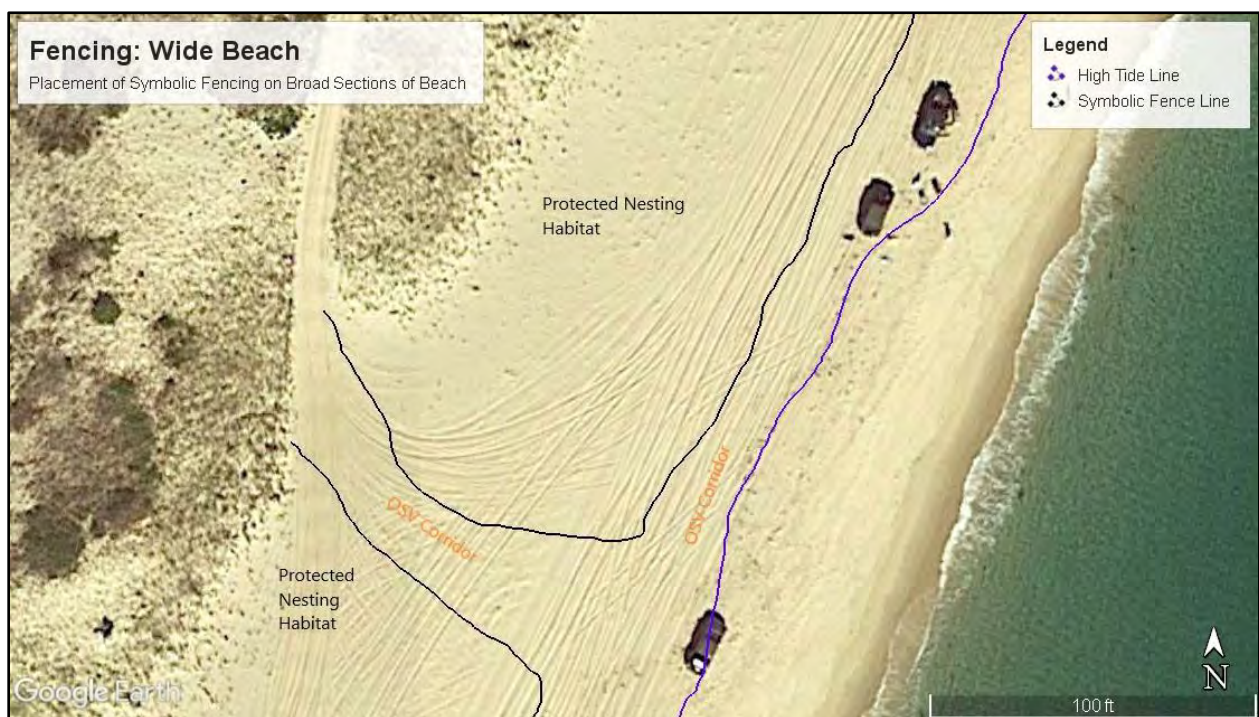 Fencing: Wide Beach
Placement of Symbolic Fencing on Broad Sections of Beach
Legend
High Tide Line
Symbolic Fence Line
Protected Nesting
Habitat
OSV Corridor
OSV Corridor
Protected
Nesting
Habitat
Google Earth
N
100 ft